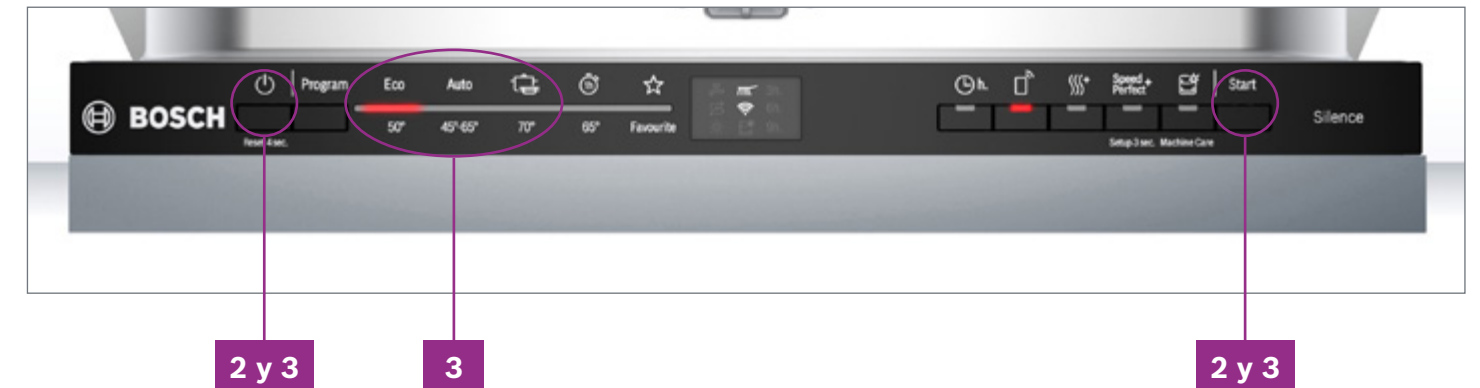 Program Eco Auto 1h h. Speed Perfect+ Start
BOSCH
50° 45°-65° 70° 65° Favourite
Silence
Reset 4 sec.
Setup 3 sec. Machine Care
2 y 3
3
2 y 3